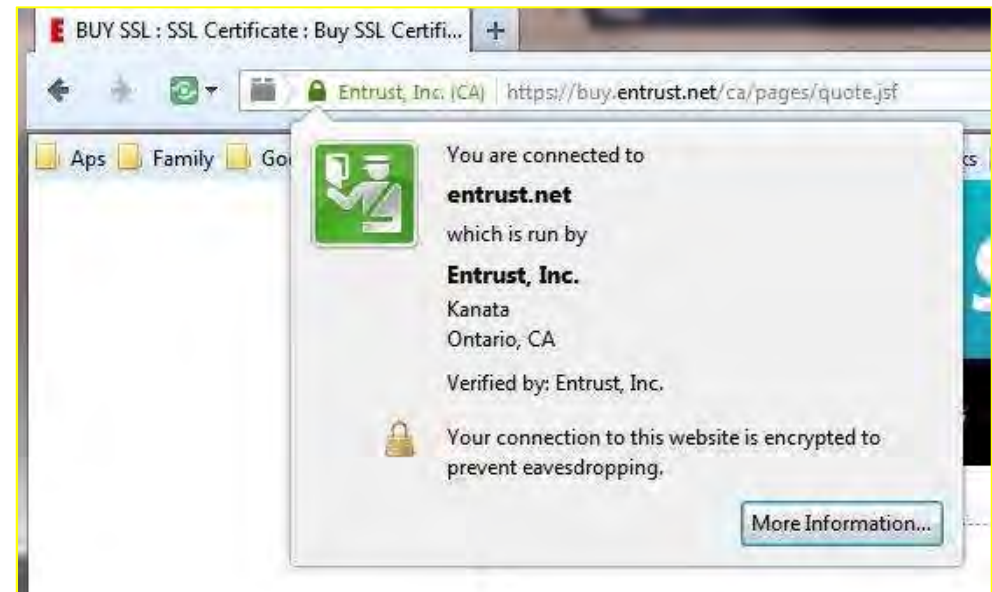 E BUY SSL : SSL Certificate : Buy SSL Certifi... +
Entrust, Inc. (CA) https://buy.entrust.net/ca/pages/quote.jsf
Aps Family
You are connected to
entrust.net
which is run by
Entrust, Inc.
Kanata
Ontario, CA
Verified by: Entrust, Inc.
Your connection to this website is encrypted to
prevent eavesdropping.
More Information...